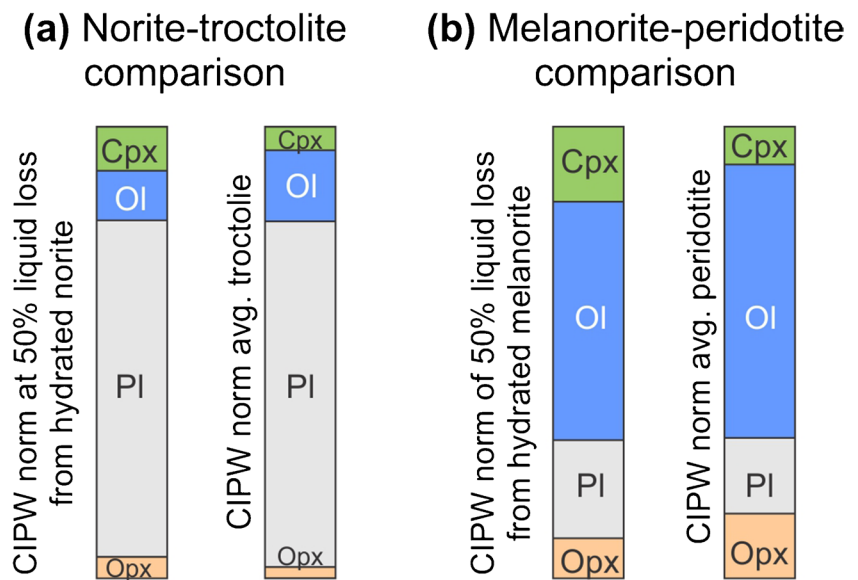 (a) Norite-troctolite
comparison
(b) Melanorite-peridotite
comparison
CIPW norm at 50% liquid loss
from hydrated norite
Cpx
Ol
Pl
Opx
CIPW norm avg. troctolie
Cpx
Ol
Pl
Opx
CIPW norm of 50% liquid loss
from hydrated melanorite
Cpx
Ol
Pl
Opx
CIPW norm avg. peridotite
Cpx
Ol
Pl
Opx